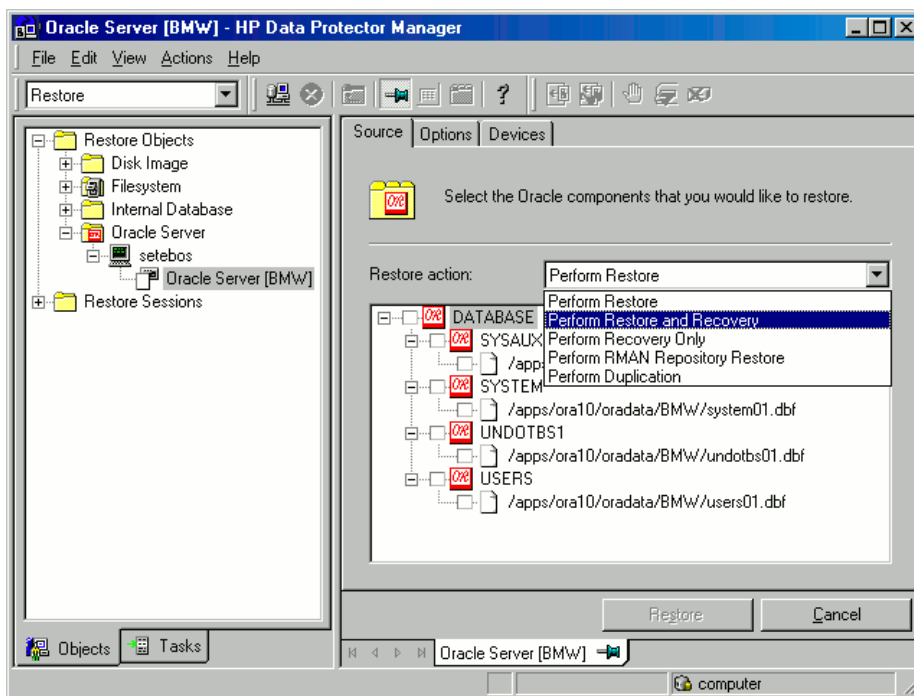 Oracle Server [BMW] - HP Data Protector Manager
File Edit View Actions Help
Restore
Restore Objects
Disk Image
Filesystem
Internal Database
Oracle Server
setebos
Oracle Server [BMW]
Restore Sessions
Objects Tasks
Source Options Devices
Select the Oracle components that you would like to restore.
Restore action: Perform Restore
Perform Restore
Perform Restore and Recovery
Perform Recovery Only
Perform RMAN Repository Restore
Perform Duplication
DATABASE
SYSAUX
/apps
SYSTEM
/apps/ora10/oradata/BMW/system01.dbf
UNDOTBS1
/apps/ora10/oradata/BMW/undotbs01.dbf
USERS
/apps/ora10/oradata/BMW/users01.dbf
Restore Cancel
Oracle Server [BMW]
computer